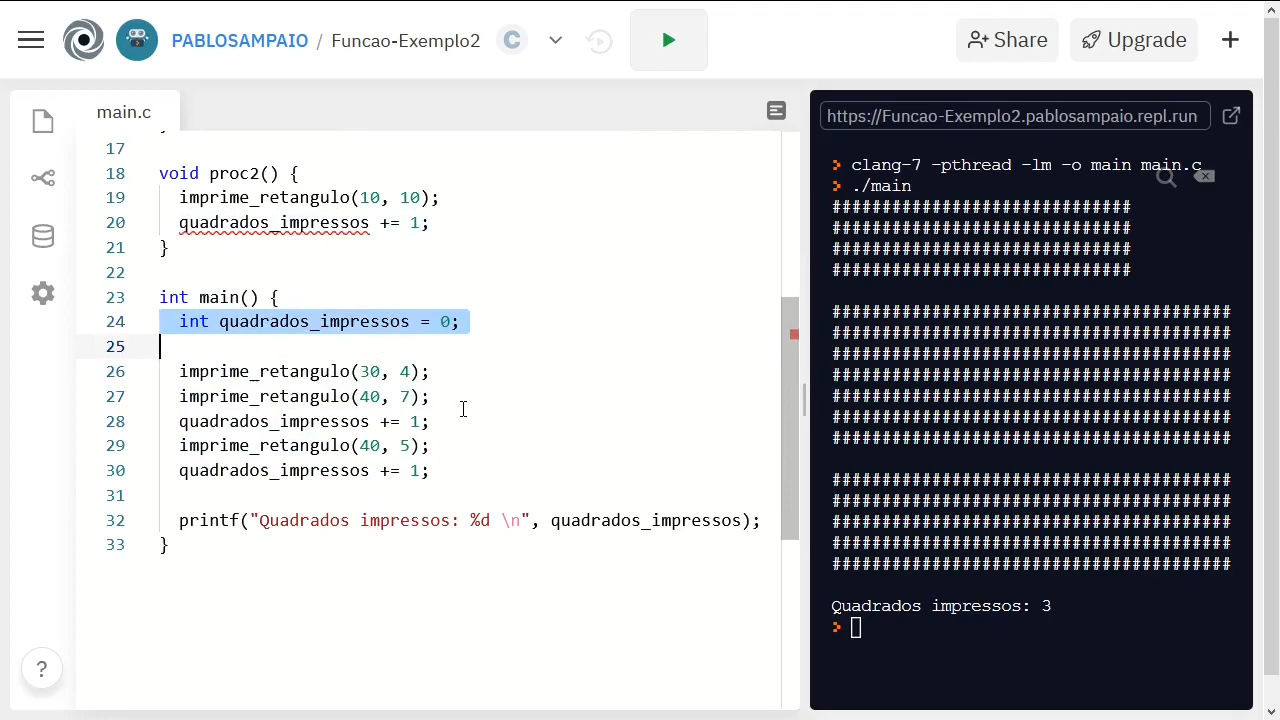 PABLOSAMPAIO / Funcao-Exemplo2 C Share Upgrade +
main.c
}
17
18 void proc2() {
19 imprime_retangulo(10, 10);
20 quadrados_impressos += 1;
21 }
22
23 int main() {
24 int quadrados_impressos = 0;
25
26 imprime_retangulo(30, 4);
27 imprime_retangulo(40, 7);
28 quadrados_impressos += 1;
29 imprime_retangulo(40, 5);
30 quadrados_impressos += 1;
31
32 printf("Quadrados impressos: %d \n", quadrados_impressos);
33 }
?
https://Funcao-Exemplo2.pablosampaio.repl.run
> clang-7 -pthread -lm -o main main.c
> ./main
##############################
##############################
##############################
##############################
########################################
########################################
########################################
########################################
########################################
########################################
########################################
########################################
########################################
########################################
########################################
########################################
Quadrados impressos: 3
>